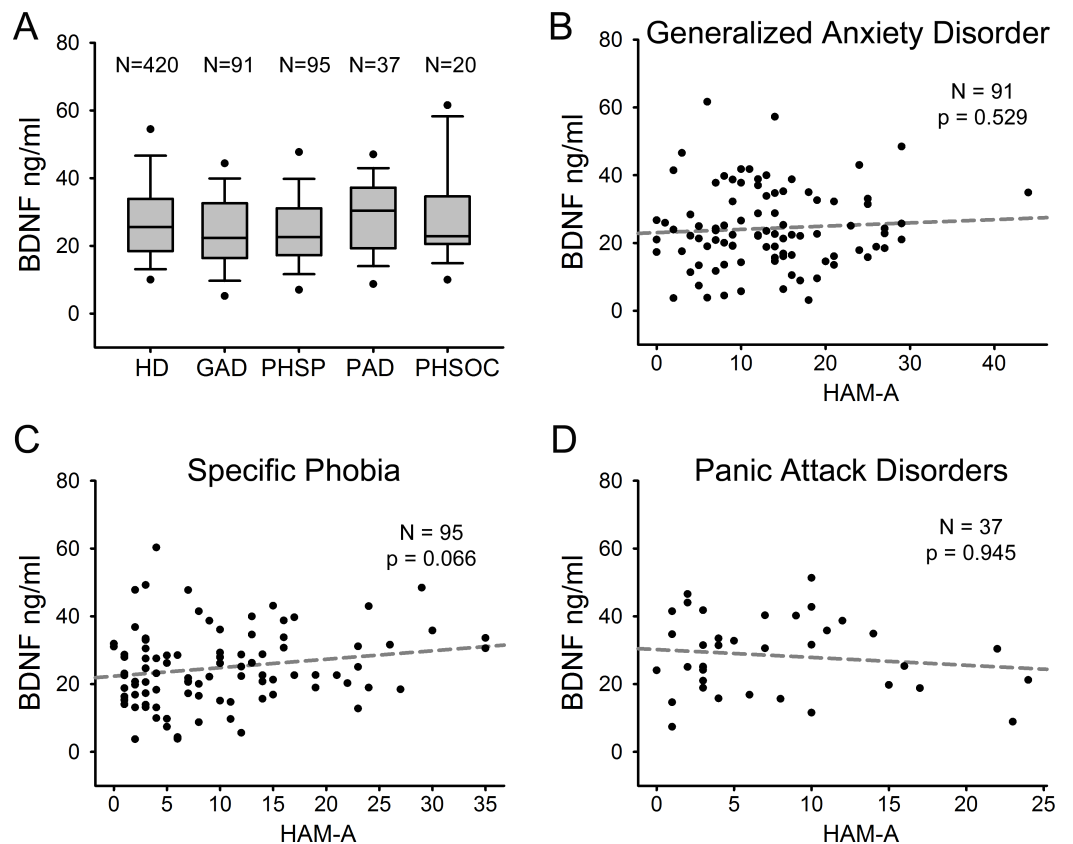 A
80
60
40
20
0
BDNF ng/ml
N=420 N=91 N=95 N=37 N=20
HD GAD PHSP PAD PHSOC
B
Generalized Anxiety Disorder
N = 91
p = 0.529
80
60
40
20
0
BDNF ng/ml
0 10 20 30 40
HAM-A
C
Specific Phobia
N = 95
p = 0.066
80
60
40
20
0
BDNF ng/ml
0 5 10 15 20 25 30 35
HAM-A
D
Panic Attack Disorders
N = 37
p = 0.945
80
60
40
20
0
BDNF ng/ml
0 5 10 15 20 25
HAM-A